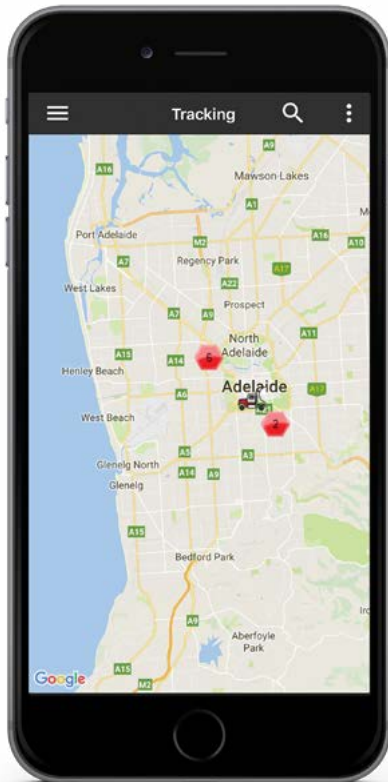 Tracking
A9
A16
Mawson Lakes
A1
Port Adelaide
A16
M2
A10
A7
Regency Park
A17
A22
West Lakes
Prospect
A7
A9
North
Adelaide
A11
A15
A14
6
Henley Beach
Adelaide
A17
A6
West Beach
2
A5
A3
Glenelg North
A14
A9
Glenelg
A15
Bedford Park
A9
Aberfoyle
Park
A15
Google
M2